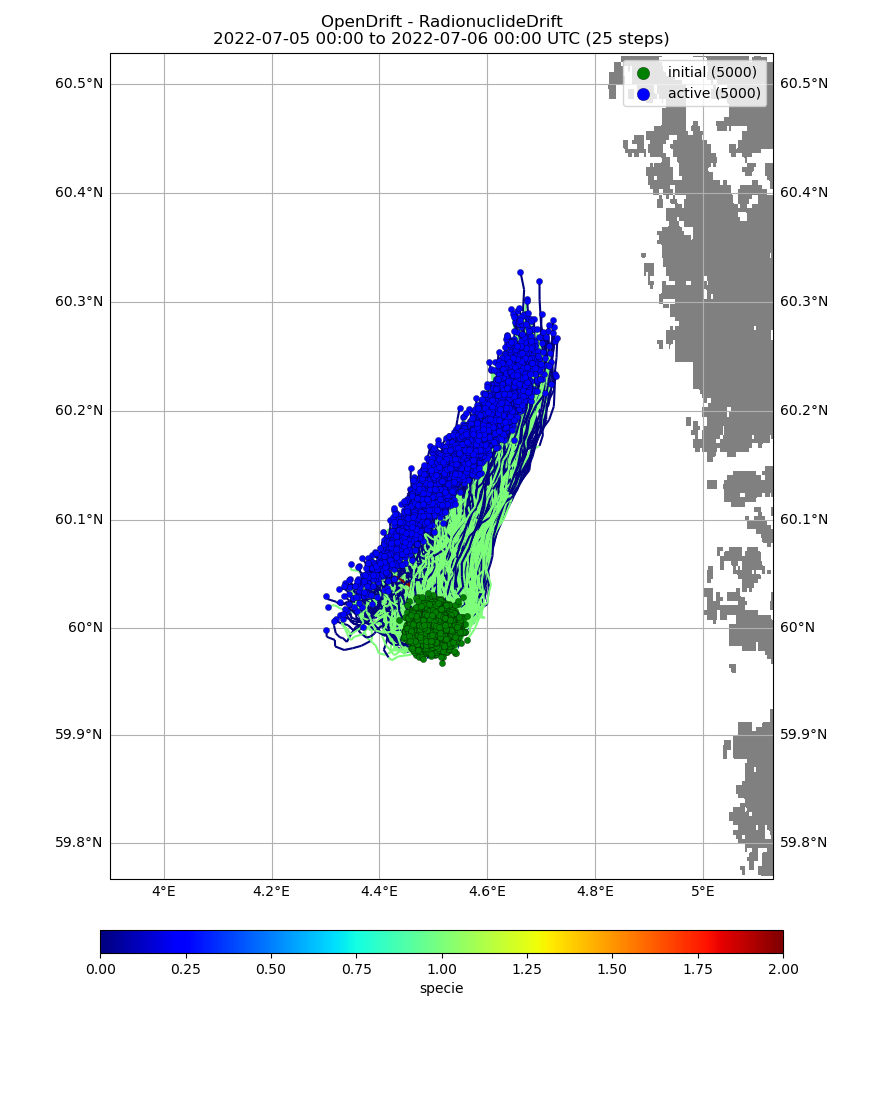 OpenDrift - RadionuclideDrift
2022-07-05 00:00 to 2022-07-06 00:00 UTC (25 steps)
initial (5000)
active (5000)
60.5°N
60.5°N
60.4°N
60.4°N
60.3°N
60.3°N
60.2°N
60.2°N
60.1°N
60.1°N
60°N
60°N
59.9°N
59.9°N
59.8°N
59.8°N
4°E
4.2°E
4.4°E
4.6°E
4.8°E
5°E
0.00
0.25
0.50
0.75
1.00
1.25
1.50
1.75
2.00
specie